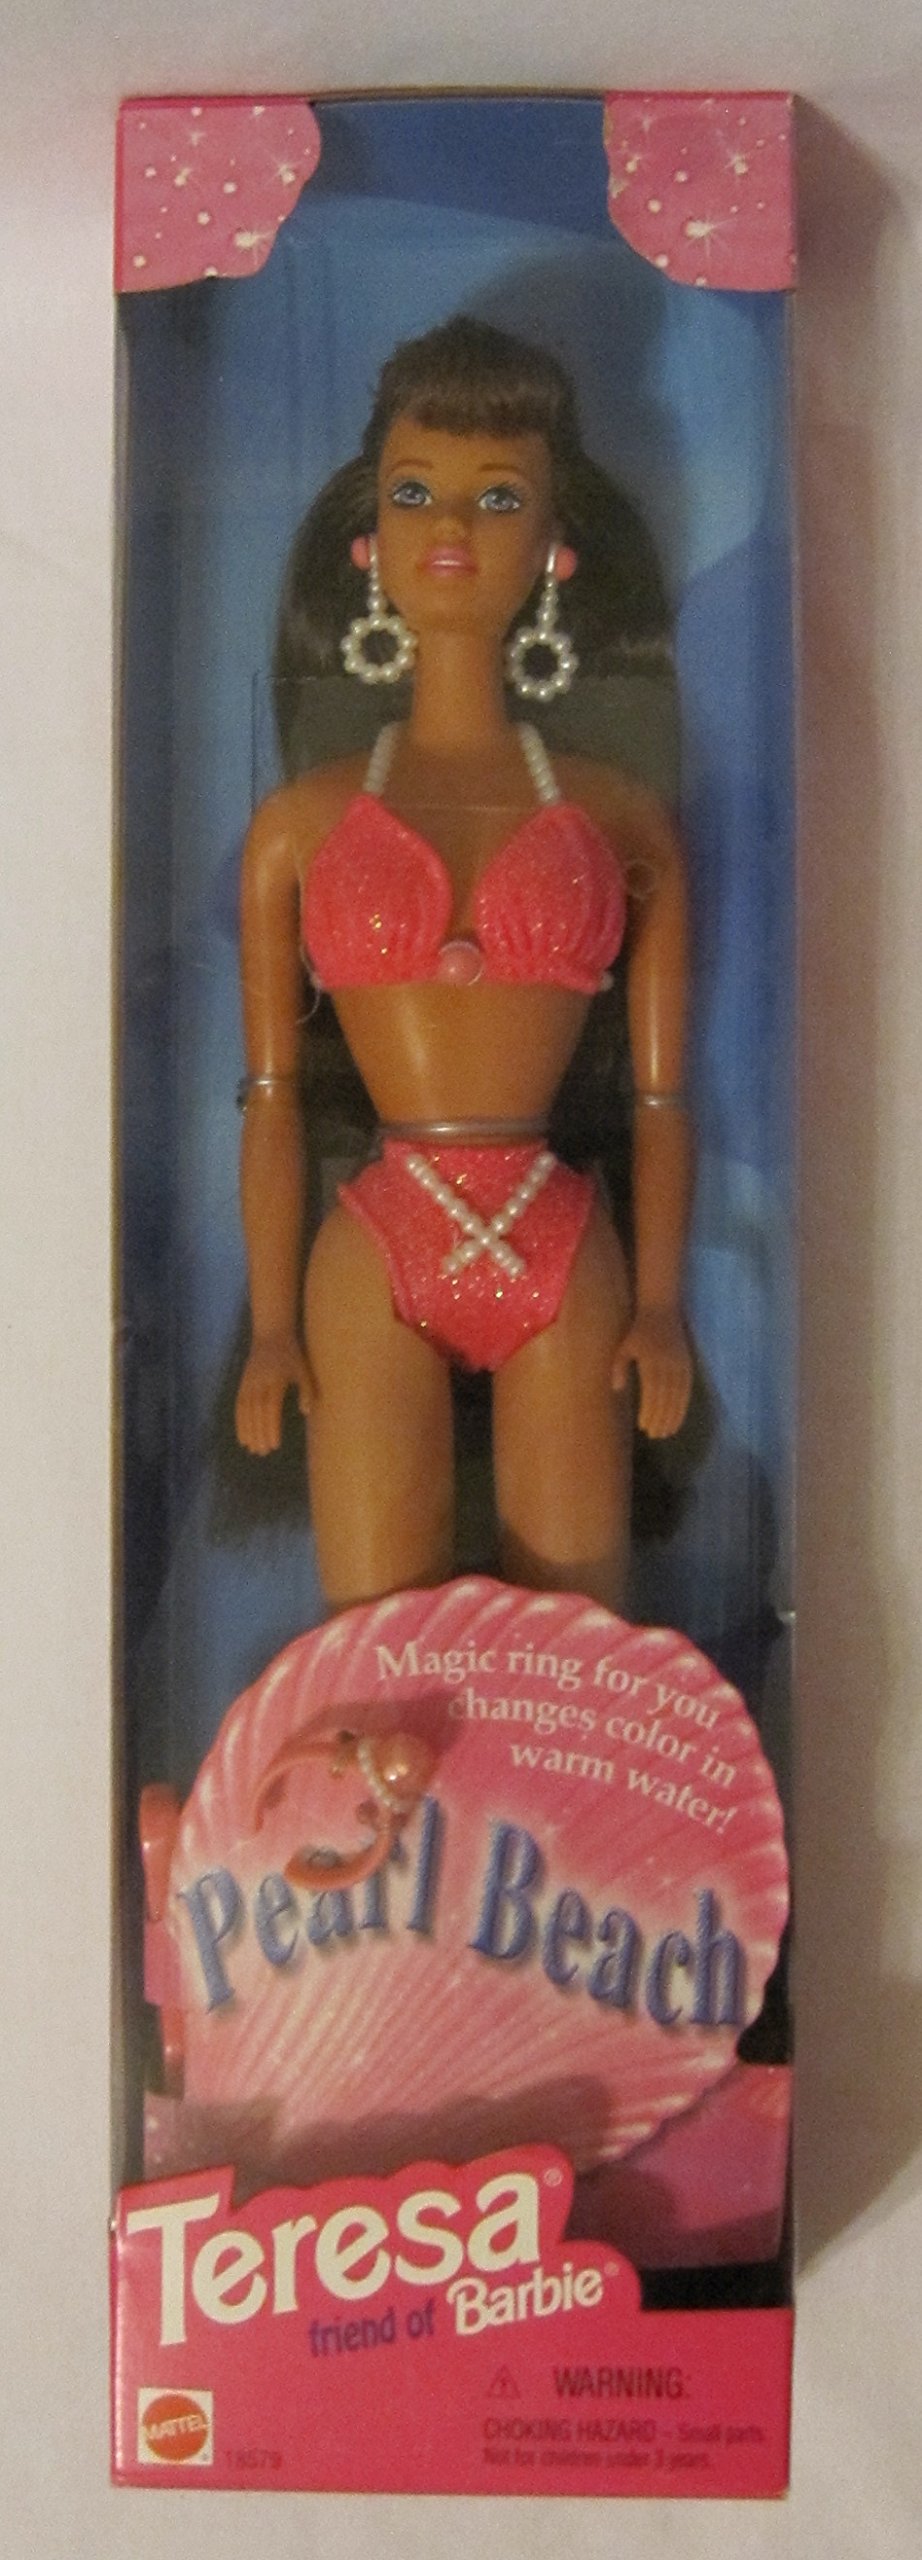 Magic ring for you
changes color in
warm water!
Pearl Beach
Teresa®
friend of Barbie®
WARNING:
CHOKING HAZARD – Small parts
Not for children under 3 years.
MATTEL
18579